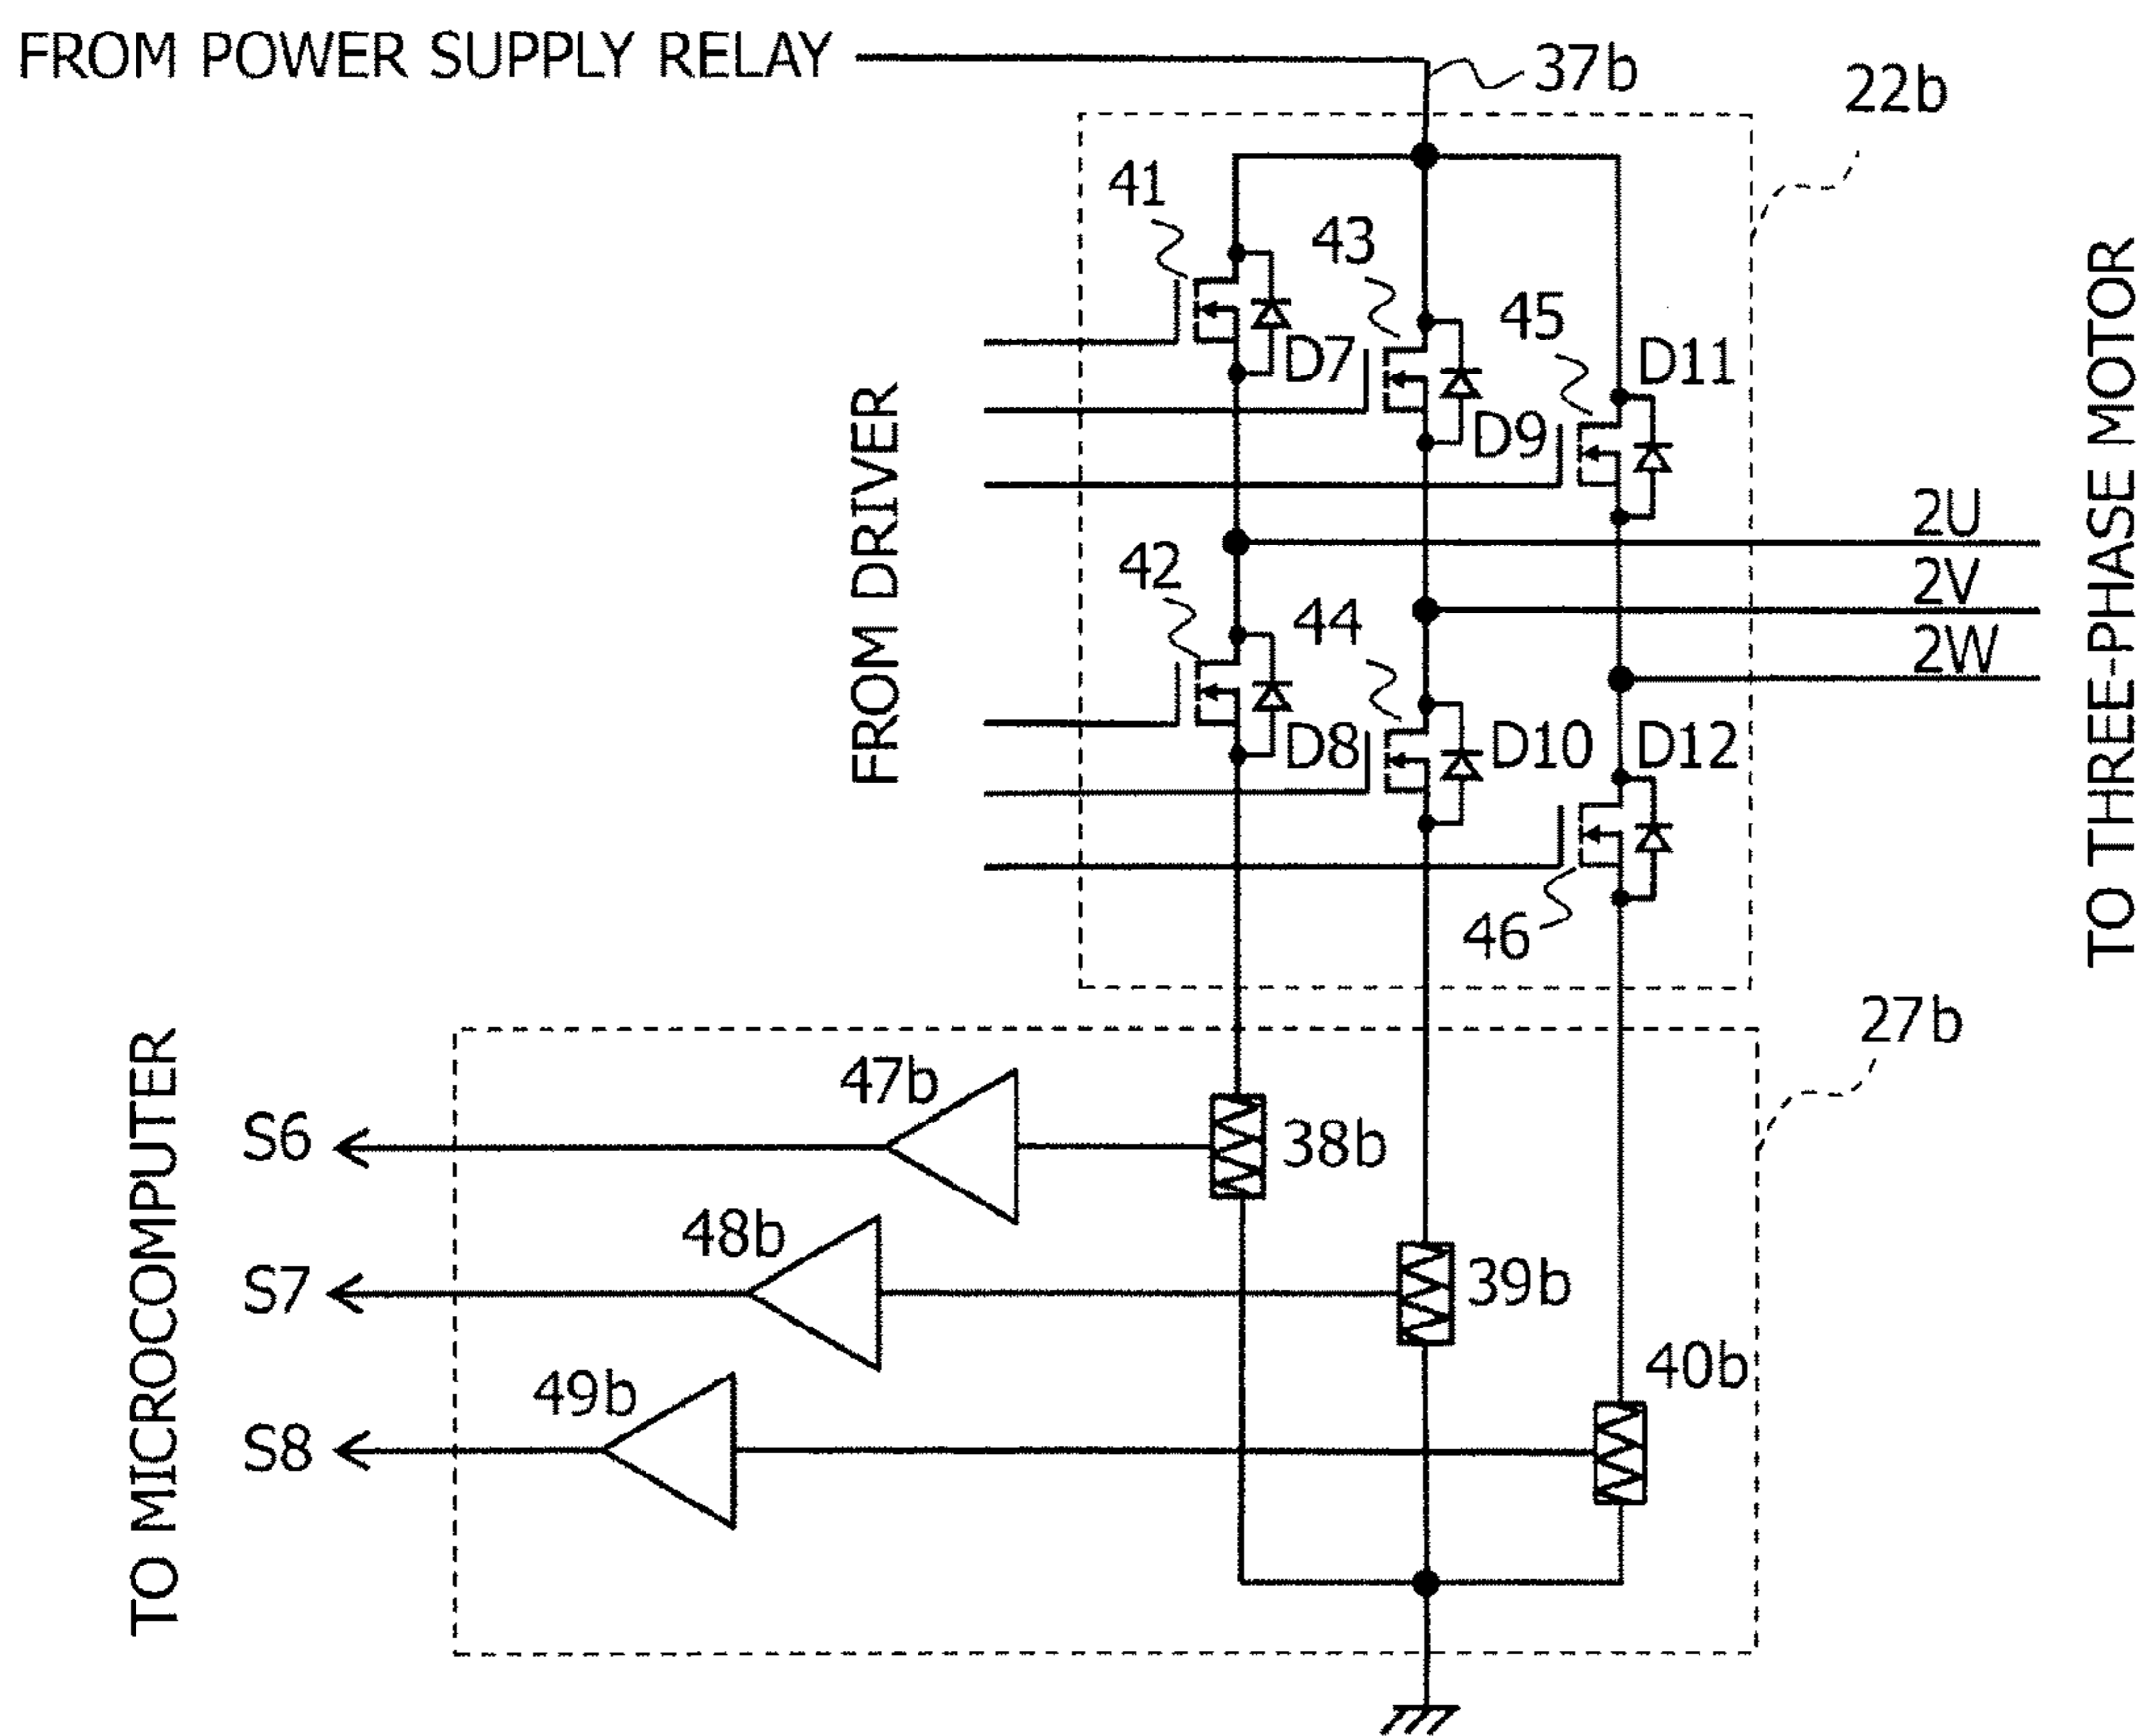 FROM POWER SUPPLY RELAY
37b
22b
41
43
45
D7
D9
D11
FROM DRIVER
2U
2V
2W
TO THREE-PHASE MOTOR
42
44
D8
D10
D12
46
27b
TO MICROCOMPUTER
47b
S6
38b
48b
S7
39b
49b
S8
40b